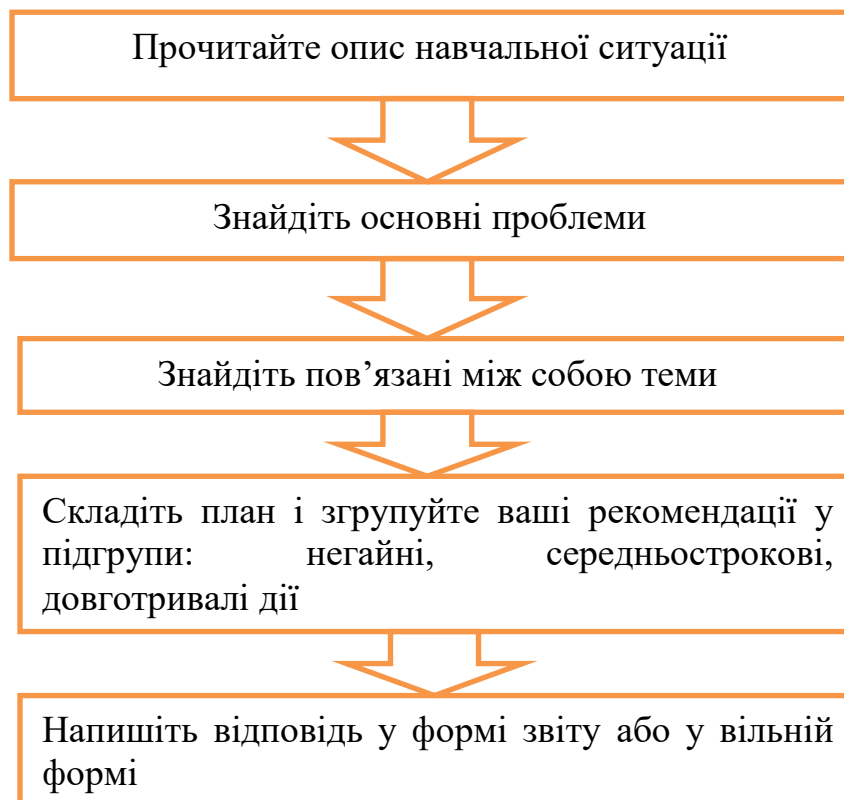 Прочитайте опис навчальної ситуації
Знайдіть основні проблеми
Знайдіть пов’язані між собою теми
Складіть план і згрупуйте ваші рекомендації у
підгрупи: негайні, середньострокові,
довготривалі дії
Напишіть відповідь у формі звіту або у вільній
формі